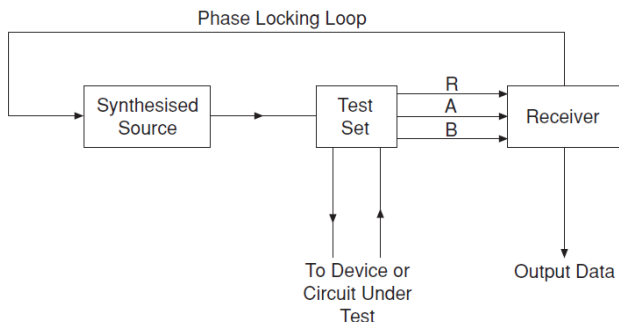 Phase Locking Loop
Synthesised
Source
Test
Set
R
A
B
Receiver
To Device or
Circuit Under
Test
Output Data